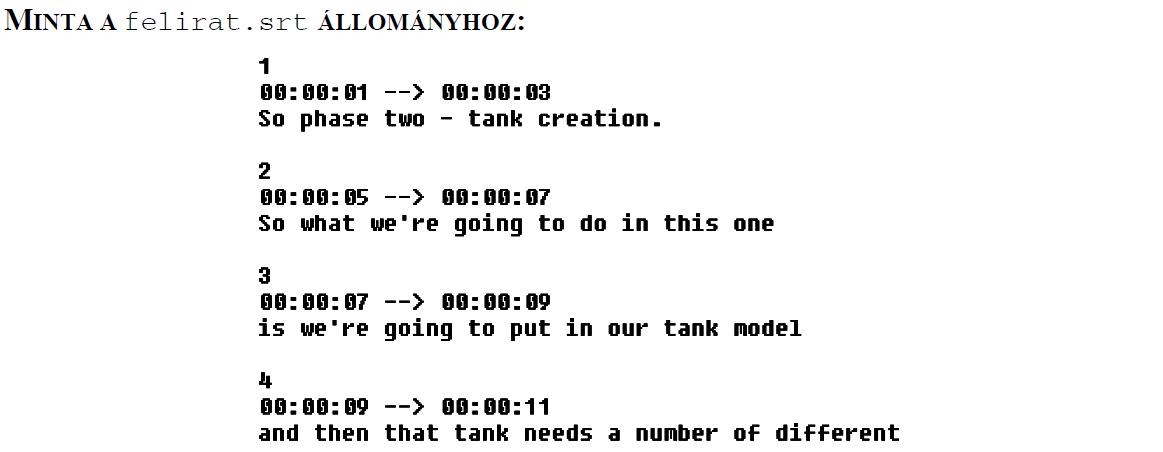 MINTA A felirat.srt ÁLLOMÁNYHOZ:
1
00:00:01 --> 00:00:03
So phase two - tank creation.
2
00:00:05 --> 00:00:07
So what we're going to do in this one
3
00:00:07 --> 00:00:09
is we're going to put in our tank model
4
00:00:09 --> 00:00:11
and then that tank needs a number of different